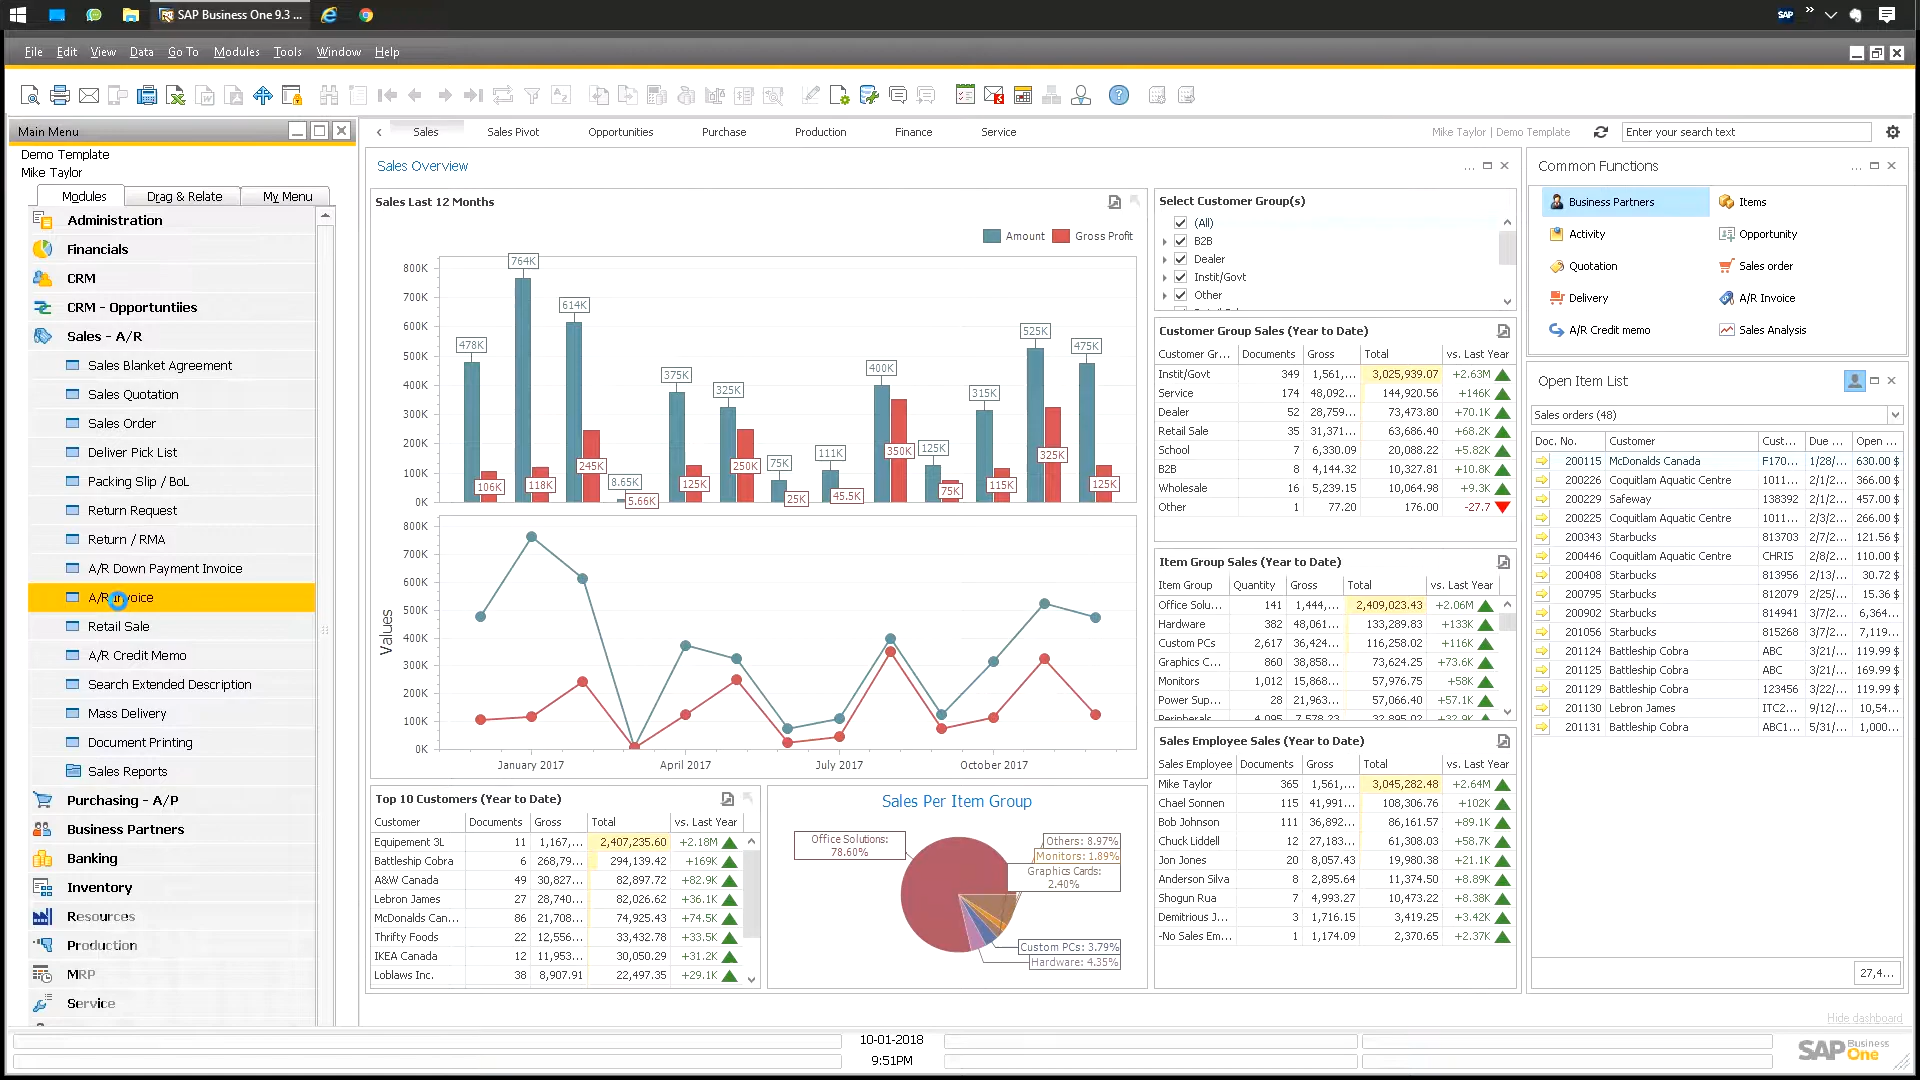 SAP Business One 9.3 ...
SAP
File Edit View Data Go To Modules Tools Window Help
Main Menu
Demo Template
Mike Taylor
Modules Drag & Relate My Menu
Administration
Financials
CRM
CRM - Opportuntiies
Sales - A/R
Sales Blanket Agreement
Sales Quotation
Sales Order
Deliver Pick List
Packing Slip / BoL
Return Request
Return / RMA
A/R Down Payment Invoice
A/R Invoice
Retail Sale
A/R Credit Memo
Search Extended Description
Mass Delivery
Document Printing
Sales Reports
Purchasing - A/P
Business Partners
Banking
Inventory
Resources
Production
MRP
Service
Sales Sales Pivot Opportunities Purchase Production Finance Service
Mike Taylor | Demo Template
Enter your search text
Sales Overview
Sales Last 12 Months
Amount Gross Profit
800K
700K
600K
500K
400K
300K
200K
100K
0K
478K 764K 614K 8.65K 375K 325K 75K 111K 400K 125K 315K 525K 475K
106K 118K 245K 5.66K 125K 250K 25K 45.5K 350K 75K 115K 325K 125K
Values
800K
700K
600K
500K
400K
300K
200K
100K
0K
January 2017 April 2017 July 2017 October 2017
Top 10 Customers (Year to Date)
Customer Documents Gross Total vs. Last Year
Equipement 3L 11 1,167,... 2,407,235.60 +2.18M
Battleship Cobra 6 268,79... 294,139.42 +169K
A&W Canada 49 30,827... 82,897.72 +82.9K
Lebron James 27 28,740... 82,026.62 +36.1K
McDonalds Can... 86 21,708... 74,925.43 +74.5K
Thrifty Foods 22 12,556... 33,432.78 +33.5K
IKEA Canada 12 11,953... 30,050.29 +31.2K
Loblaws Inc. 38 8,907.91 22,497.35 +29.1K
Sales Per Item Group
Office Solutions:
78.60%
Others: 8.97%
Monitors: 1.89%
Graphics Cards:
2.40%
Custom PCs: 3.79%
Hardware: 4.35%
Select Customer Group(s)
(All)
B2B
Dealer
Instit/Govt
Other
Customer Group Sales (Year to Date)
Customer Gr... Documents Gross Total vs. Last Year
Instit/Govt 349 1,561,... 3,025,939.07 +2.63M
Service 174 48,092... 144,920.56 +146K
Dealer 52 28,759... 73,473.80 +70.1K
Retail Sale 35 31,371... 63,686.40 +68.2K
School 7 6,330.09 20,088.22 +5.82K
B2B 8 4,144.32 10,327.81 +10.8K
Wholesale 16 5,239.15 10,064.98 +9.3K
Other 1 77.20 176.00 -27.7
Item Group Sales (Year to Date)
Item Group Quantity Gross Total vs. Last Year
Office Solu... 141 1,444,... 2,409,023.43 +2.06M
Hardware 382 48,061... 133,289.83 +133K
Custom PCs 2,617 36,424... 116,258.02 +116K
Graphics C... 860 38,858... 73,624.25 +73.6K
Monitors 1,012 15,868... 57,976.75 +58K
Power Sup... 28 21,963... 57,066.40 +57.1K
Peripherals 4,095 7,578.23 32,895.02 +32.9K
Sales Employee Sales (Year to Date)
Sales Employee Documents Gross Total vs. Last Year
Mike Taylor 365 1,561,... 3,045,282.48 +2.64M
Chael Sonnen 115 41,991... 108,306.76 +102K
Bob Johnson 111 36,892... 86,161.57 +89.1K
Chuck Liddell 12 27,183... 61,308.03 +58.7K
Jon Jones 20 8,057.43 19,980.38 +21.1K
Anderson Silva 8 2,895.64 11,374.50 +8.89K
Shogun Rua 7 4,993.27 10,473.22 +8.38K
Demitrious J... 3 1,716.15 3,419.25 +3.42K
-No Sales Em... 1 1,174.09 2,370.65 +2.37K
Common Functions
Business Partners Items
Activity Opportunity
Quotation Sales order
Delivery A/R Invoice
A/R Credit memo Sales Analysis
Open Item List
Sales orders (48)
Doc. No. Customer Cust... Due ... Open ...
200115 McDonalds Canada F170... 1/28/... 630.00 $
200226 Coquitlam Aquatic Centre 1011... 2/1/2... 366.00 $
200229 Safeway 138392 2/1/2... 457.00 $
200225 Coquitlam Aquatic Centre 1011... 2/3/2... 266.00 $
200343 Starbucks 813703 2/7/2... 121.56 $
200446 Coquitlam Aquatic Centre CHRIS 2/8/2... 110.00 $
200408 Starbucks 813956 2/13/... 30.72 $
200795 Starbucks 812079 2/25/... 15.36 $
200902 Starbucks 814941 3/7/2... 6,364...
201056 Starbucks 815268 3/7/2... 7,119...
201124 Battleship Cobra ABC 3/21/... 119.99 $
201125 Battleship Cobra ABC 3/21/... 169.99 $
201129 Battleship Cobra 123456 3/22/... 119.99 $
201130 Lebron James ITC2... 9/12/... 10,54...
201131 Battleship Cobra ABC1... 5/31/... 1,000...
27,4...
Hide dashboard
10-01-2018
9:51PM
SAP Business One